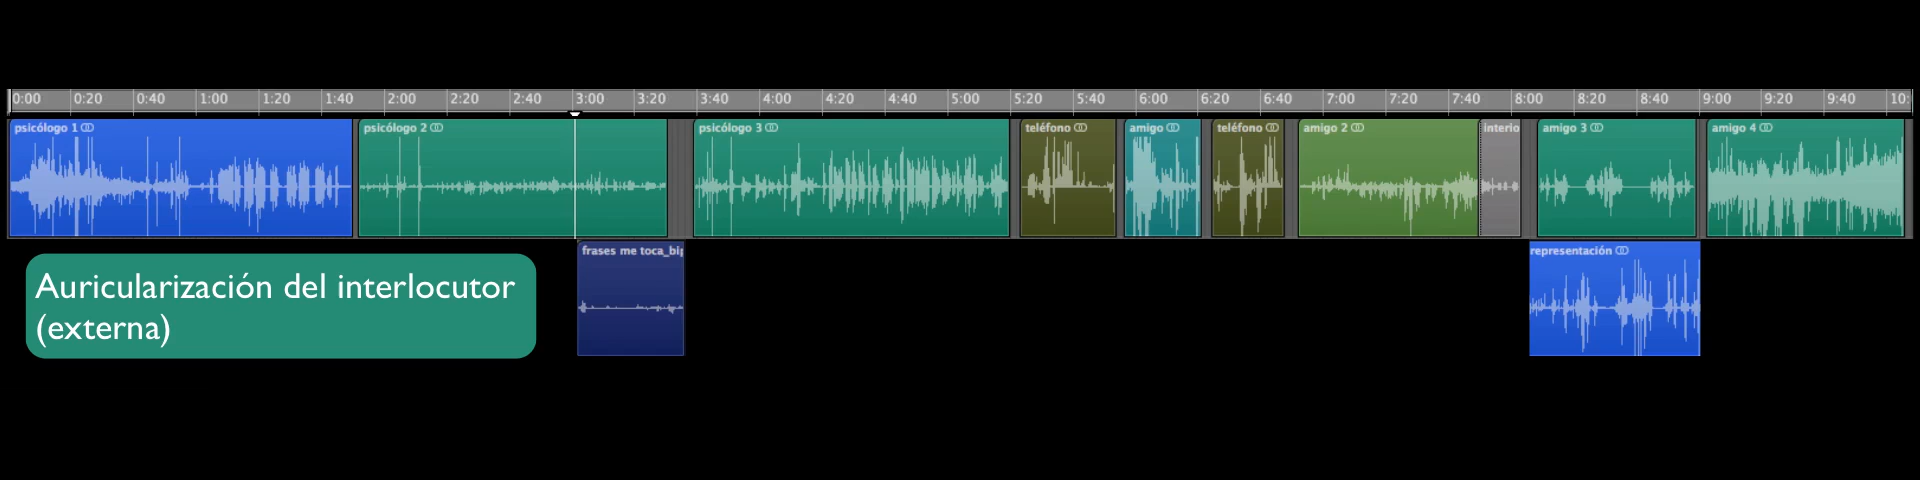 0:00 0:20 0:40 1:00 1:20 1:40 2:00 2:20 2:40 3:00 3:20 3:40 4:00 4:20 4:40 5:00 5:20 5:40 6:00 6:20 6:40 7:00 7:20 7:40 8:00 8:20 8:40 9:00 9:20 9:40 10:
psicólogo 1 psicólogo 2 psicólogo 3 teléfono amigo teléfono amigo 2 interio amigo 3 amigo 4
frases me toca_bip representación
Auricularización del interlocutor
(externa)